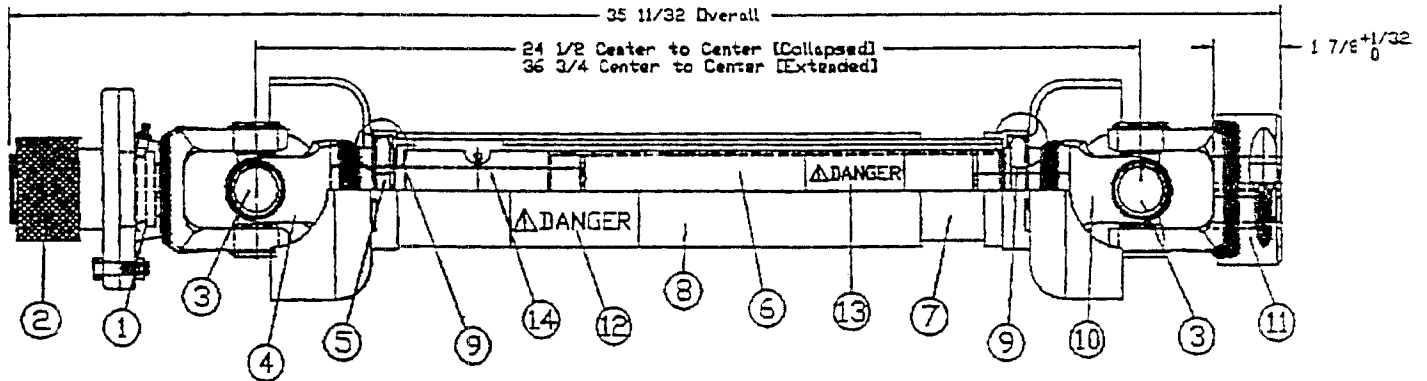 35 11/32 Overall
24 1/2 Center to Center [Collapsed]
36 3/4 Center to Center [Extended]
1 7/8 +1/32
0
⚠DANGER
⚠DANGER
3
2
1
4
5
9
14
12
8
6
13
7
9
10
3
11